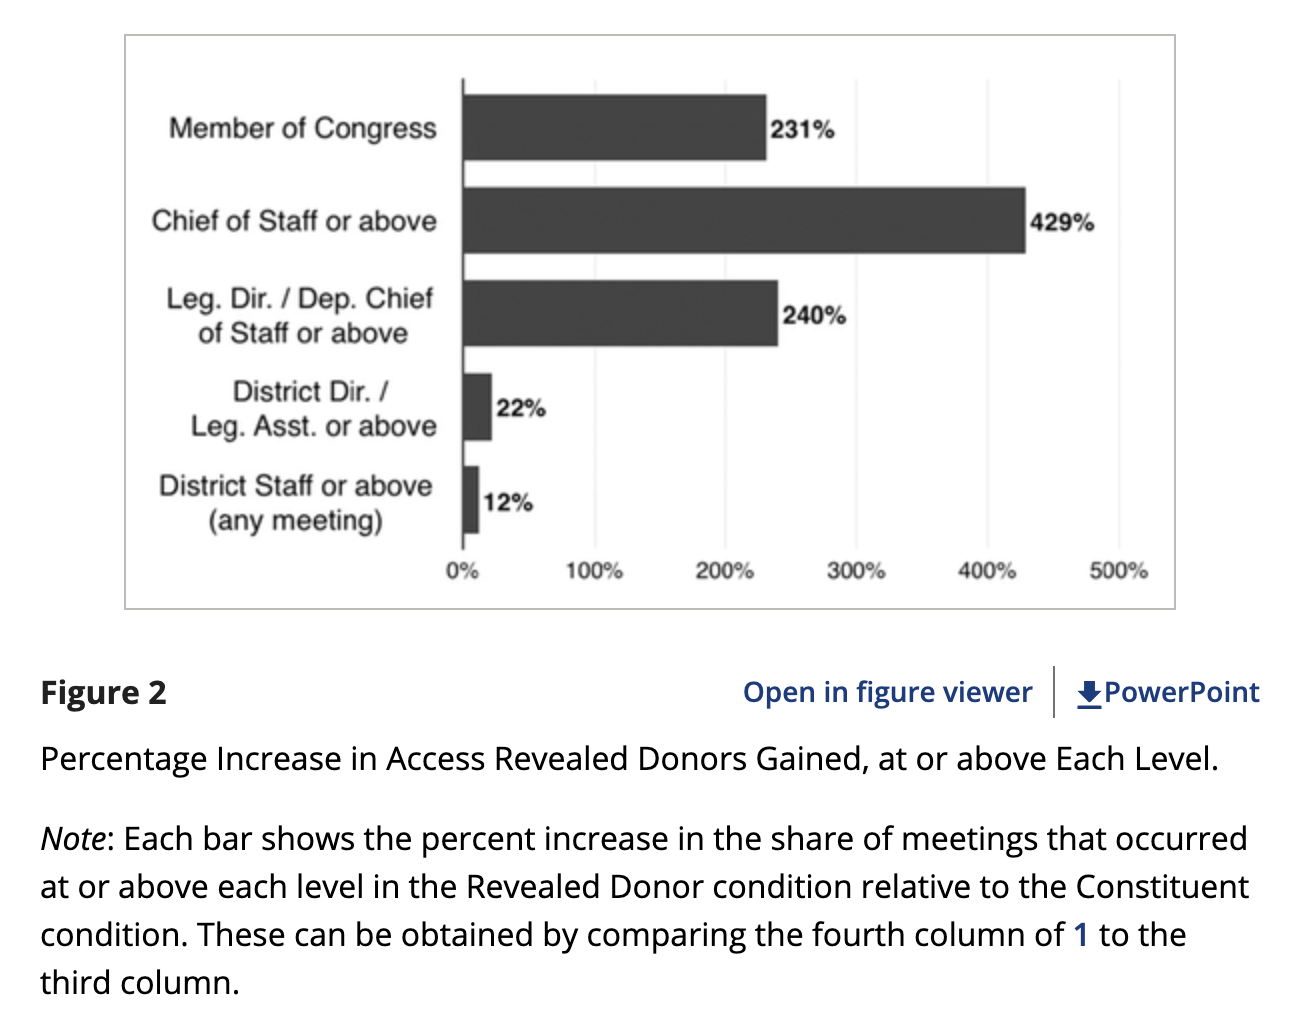 Member of Congress
231%
Chief of Staff or above
429%
Leg. Dir. / Dep. Chief
of Staff or above
240%
District Dir. /
Leg. Asst. or above
22%
District Staff or above
(any meeting)
12%
0% 100% 200% 300% 400% 500%
Figure 2
Open in figure viewer
PowerPoint
Percentage Increase in Access Revealed Donors Gained, at or above Each Level.
Note: Each bar shows the percent increase in the share of meetings that occurred
at or above each level in the Revealed Donor condition relative to the Constituent
condition. These can be obtained by comparing the fourth column of 1 to the
third column.